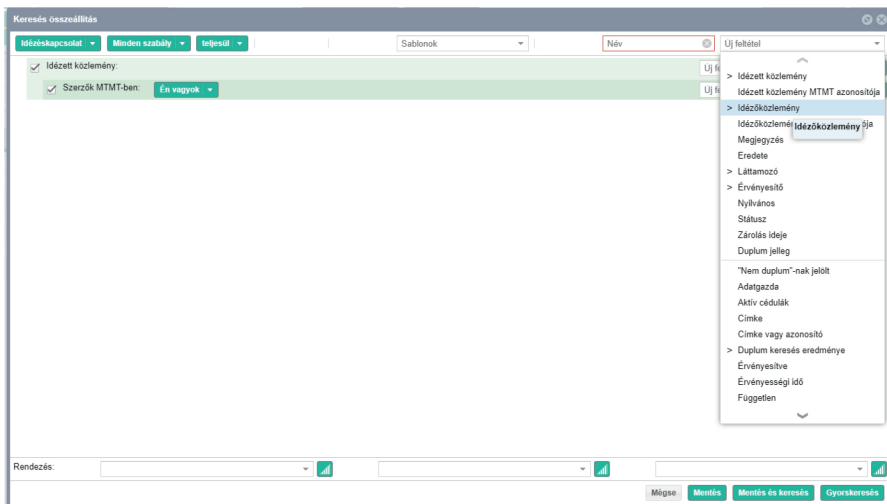 Keresés összeállítás
Idézéskapcsolat Minden szabály teljesül Sablonok Név Új feltétel
Idézett közlemény: Új
Szerzők MTMT-ben: Én vagyok Új
> Idézett közlemény
Idézett közlemény MTMT azonosítója
> Idézőközlemény
Idézőközlemény
Megjegyzés
Eredete
> Láttamozó
> Érvényesítő
Nyilvános
Státusz
Zárolás ideje
Duplum jelleg
"Nem duplum"-nak jelölt
Adatgazda
Aktív cédulák
Címke
Címke vagy azonosító
> Duplum keresés eredménye
Érvényesítve
Érvényességi idő
Független
Rendezés:
Mégse Mentés Mentés és keresés Gyorskeresés